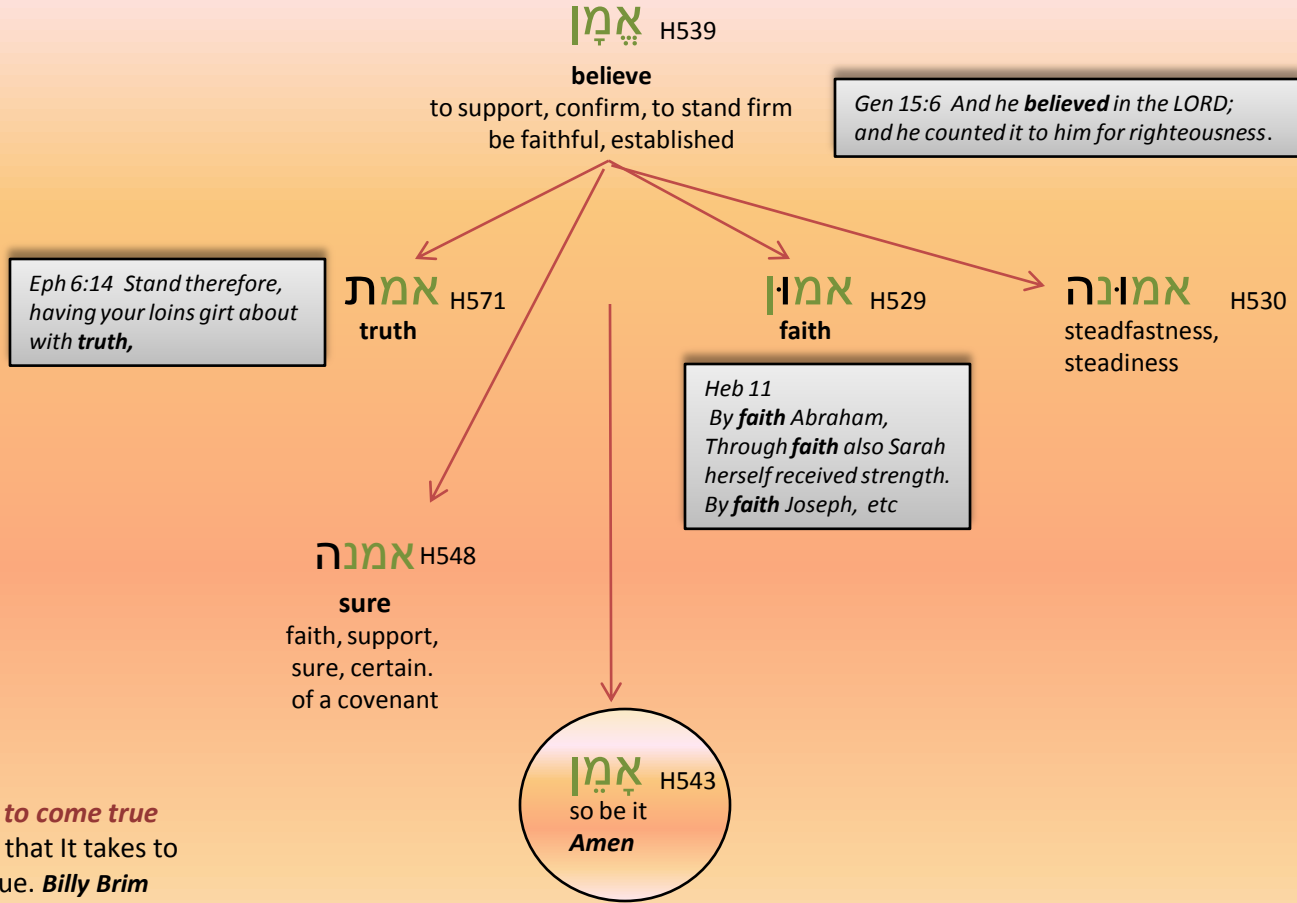 אֱמָן H539
believe
to support, confirm, to stand firm
be faithful, established
Gen 15:6 And he believed in the LORD;
and he counted it to him for righteousness.
Eph 6:14 Stand therefore,
having your loins girt about
with truth,
אמת H571
truth
אמוּן H529
faith
אמוּנה H530
steadfastness,
steadiness
Heb 11
By faith Abraham,
Through faith also Sarah
herself received strength.
By faith Joseph, etc
אמנה H548
sure
faith, support,
sure, certain.
of a covenant
אָמֵן H543
so be it
Amen
to come true
that It takes to
ue. Billy Brim